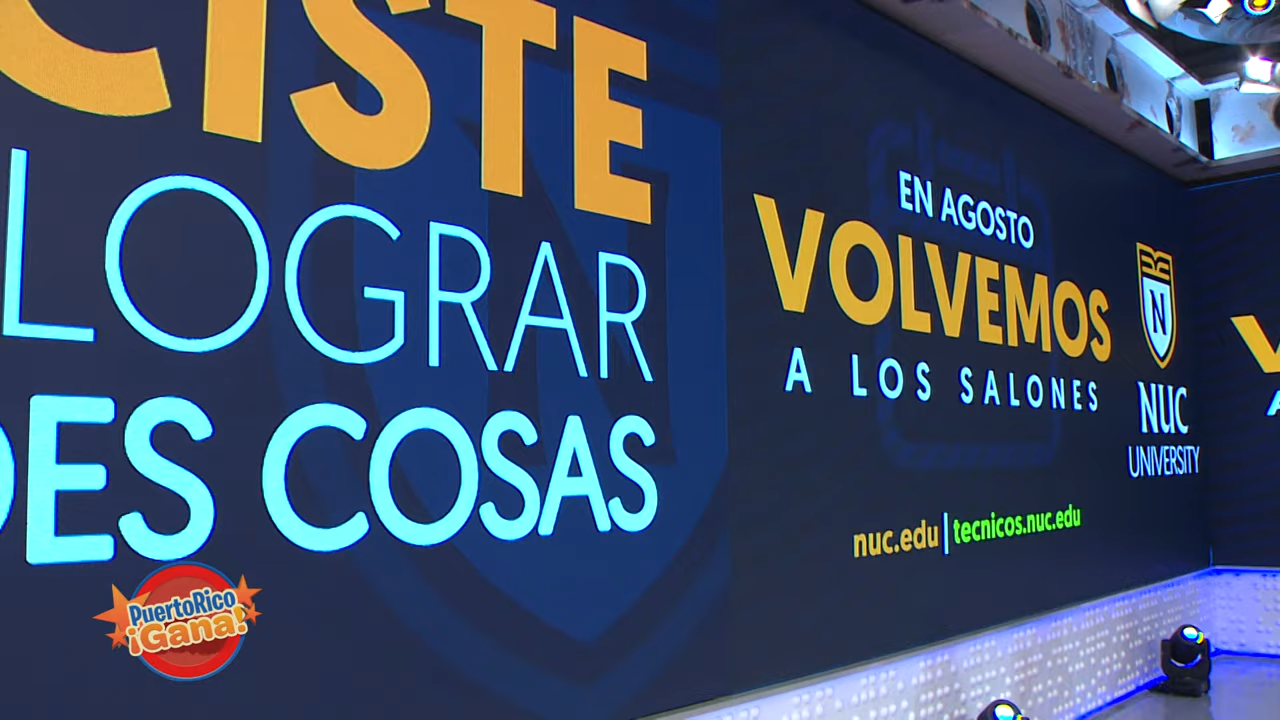 CISTE
LOGRAR
DES COSAS
EN AGOSTO
VOLVEMOS
A LOS SALONES
N
NUC
UNIVERSITY
nuc.edu | tecnicos.nuc.edu
PuertoRico
¡Gana!